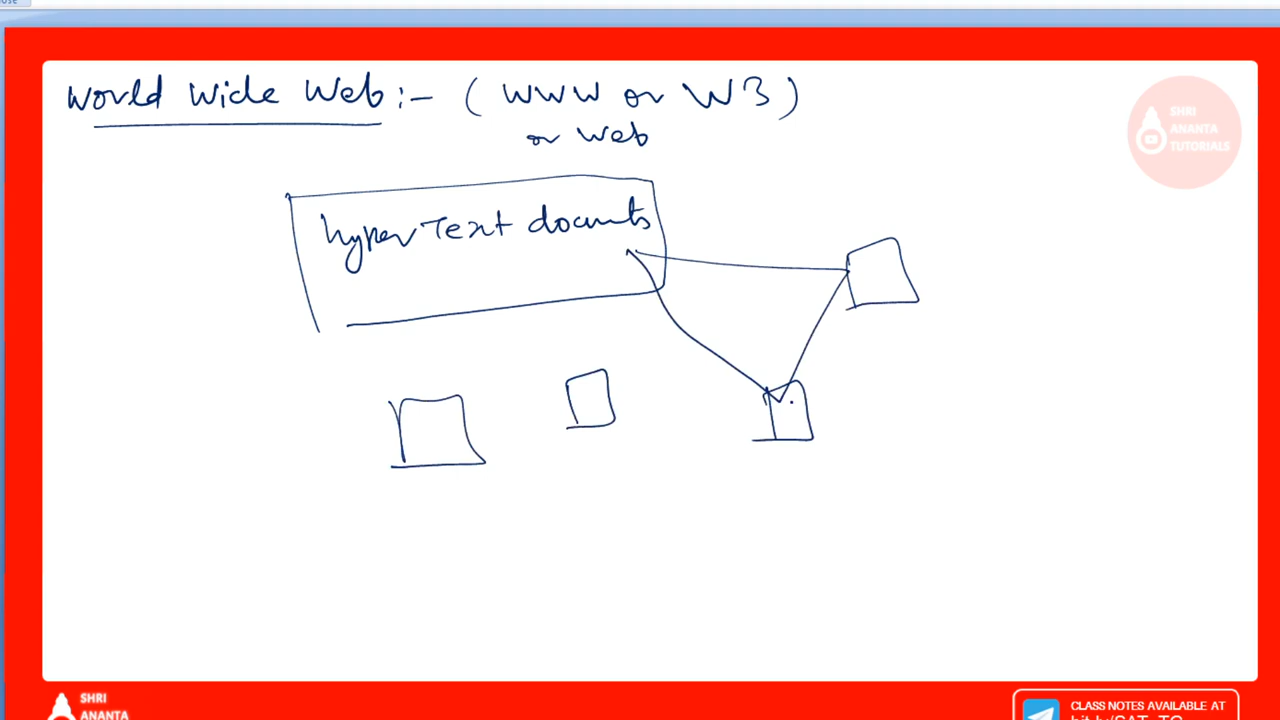 World Wide Web :- ( WWW or W3 )
or Web
SHRI
ANANTA
TUTORIALS
hyperText documts
SHRI
ANANTA
CLASS NOTES AVAILABLE AT